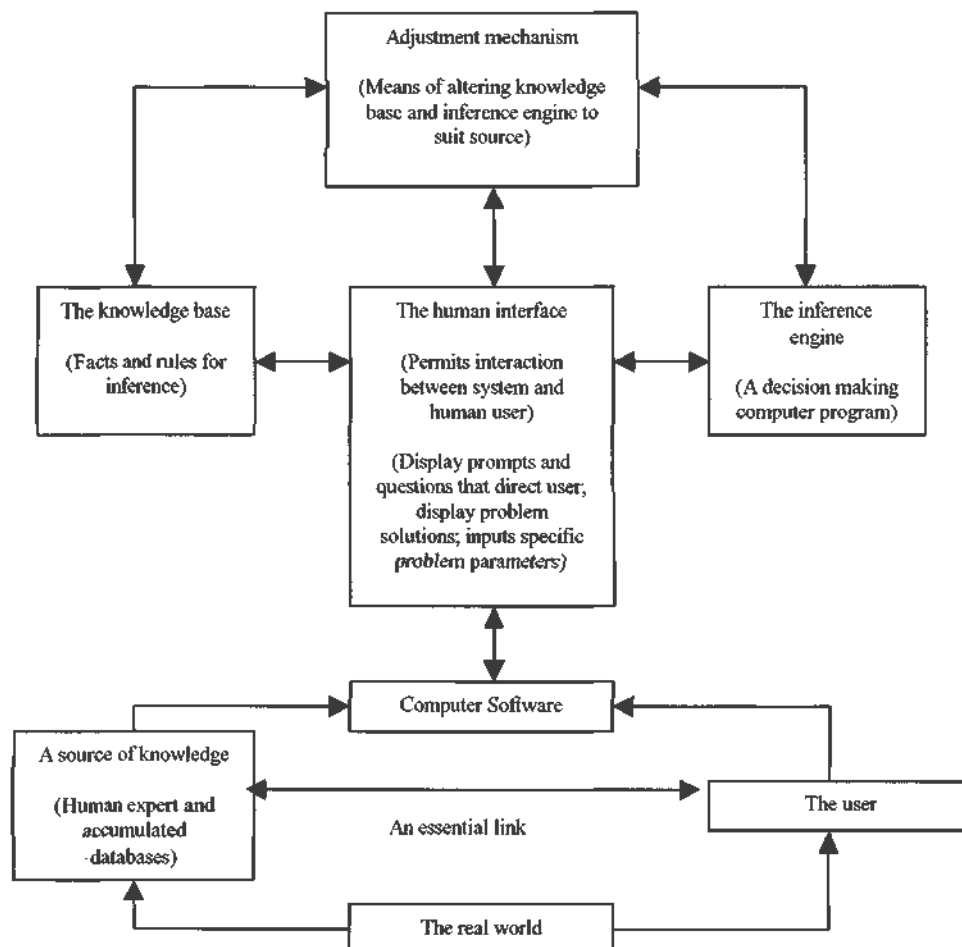 Adjustment mechanism
(Means of altering knowledge
base and inference engine to
suit source)
The knowledge base
(Facts and rules for
inference)
The human interface
(Permits interaction
between system and
human user)
(Display prompts and
questions that direct user;
display problem
solutions; inputs specific
problem parameters)
The inference
engine
(A decision making
computer program)
Computer Software
A source of knowledge
(Human expert and
accumulated
databases)
An essential link
The user
The real world